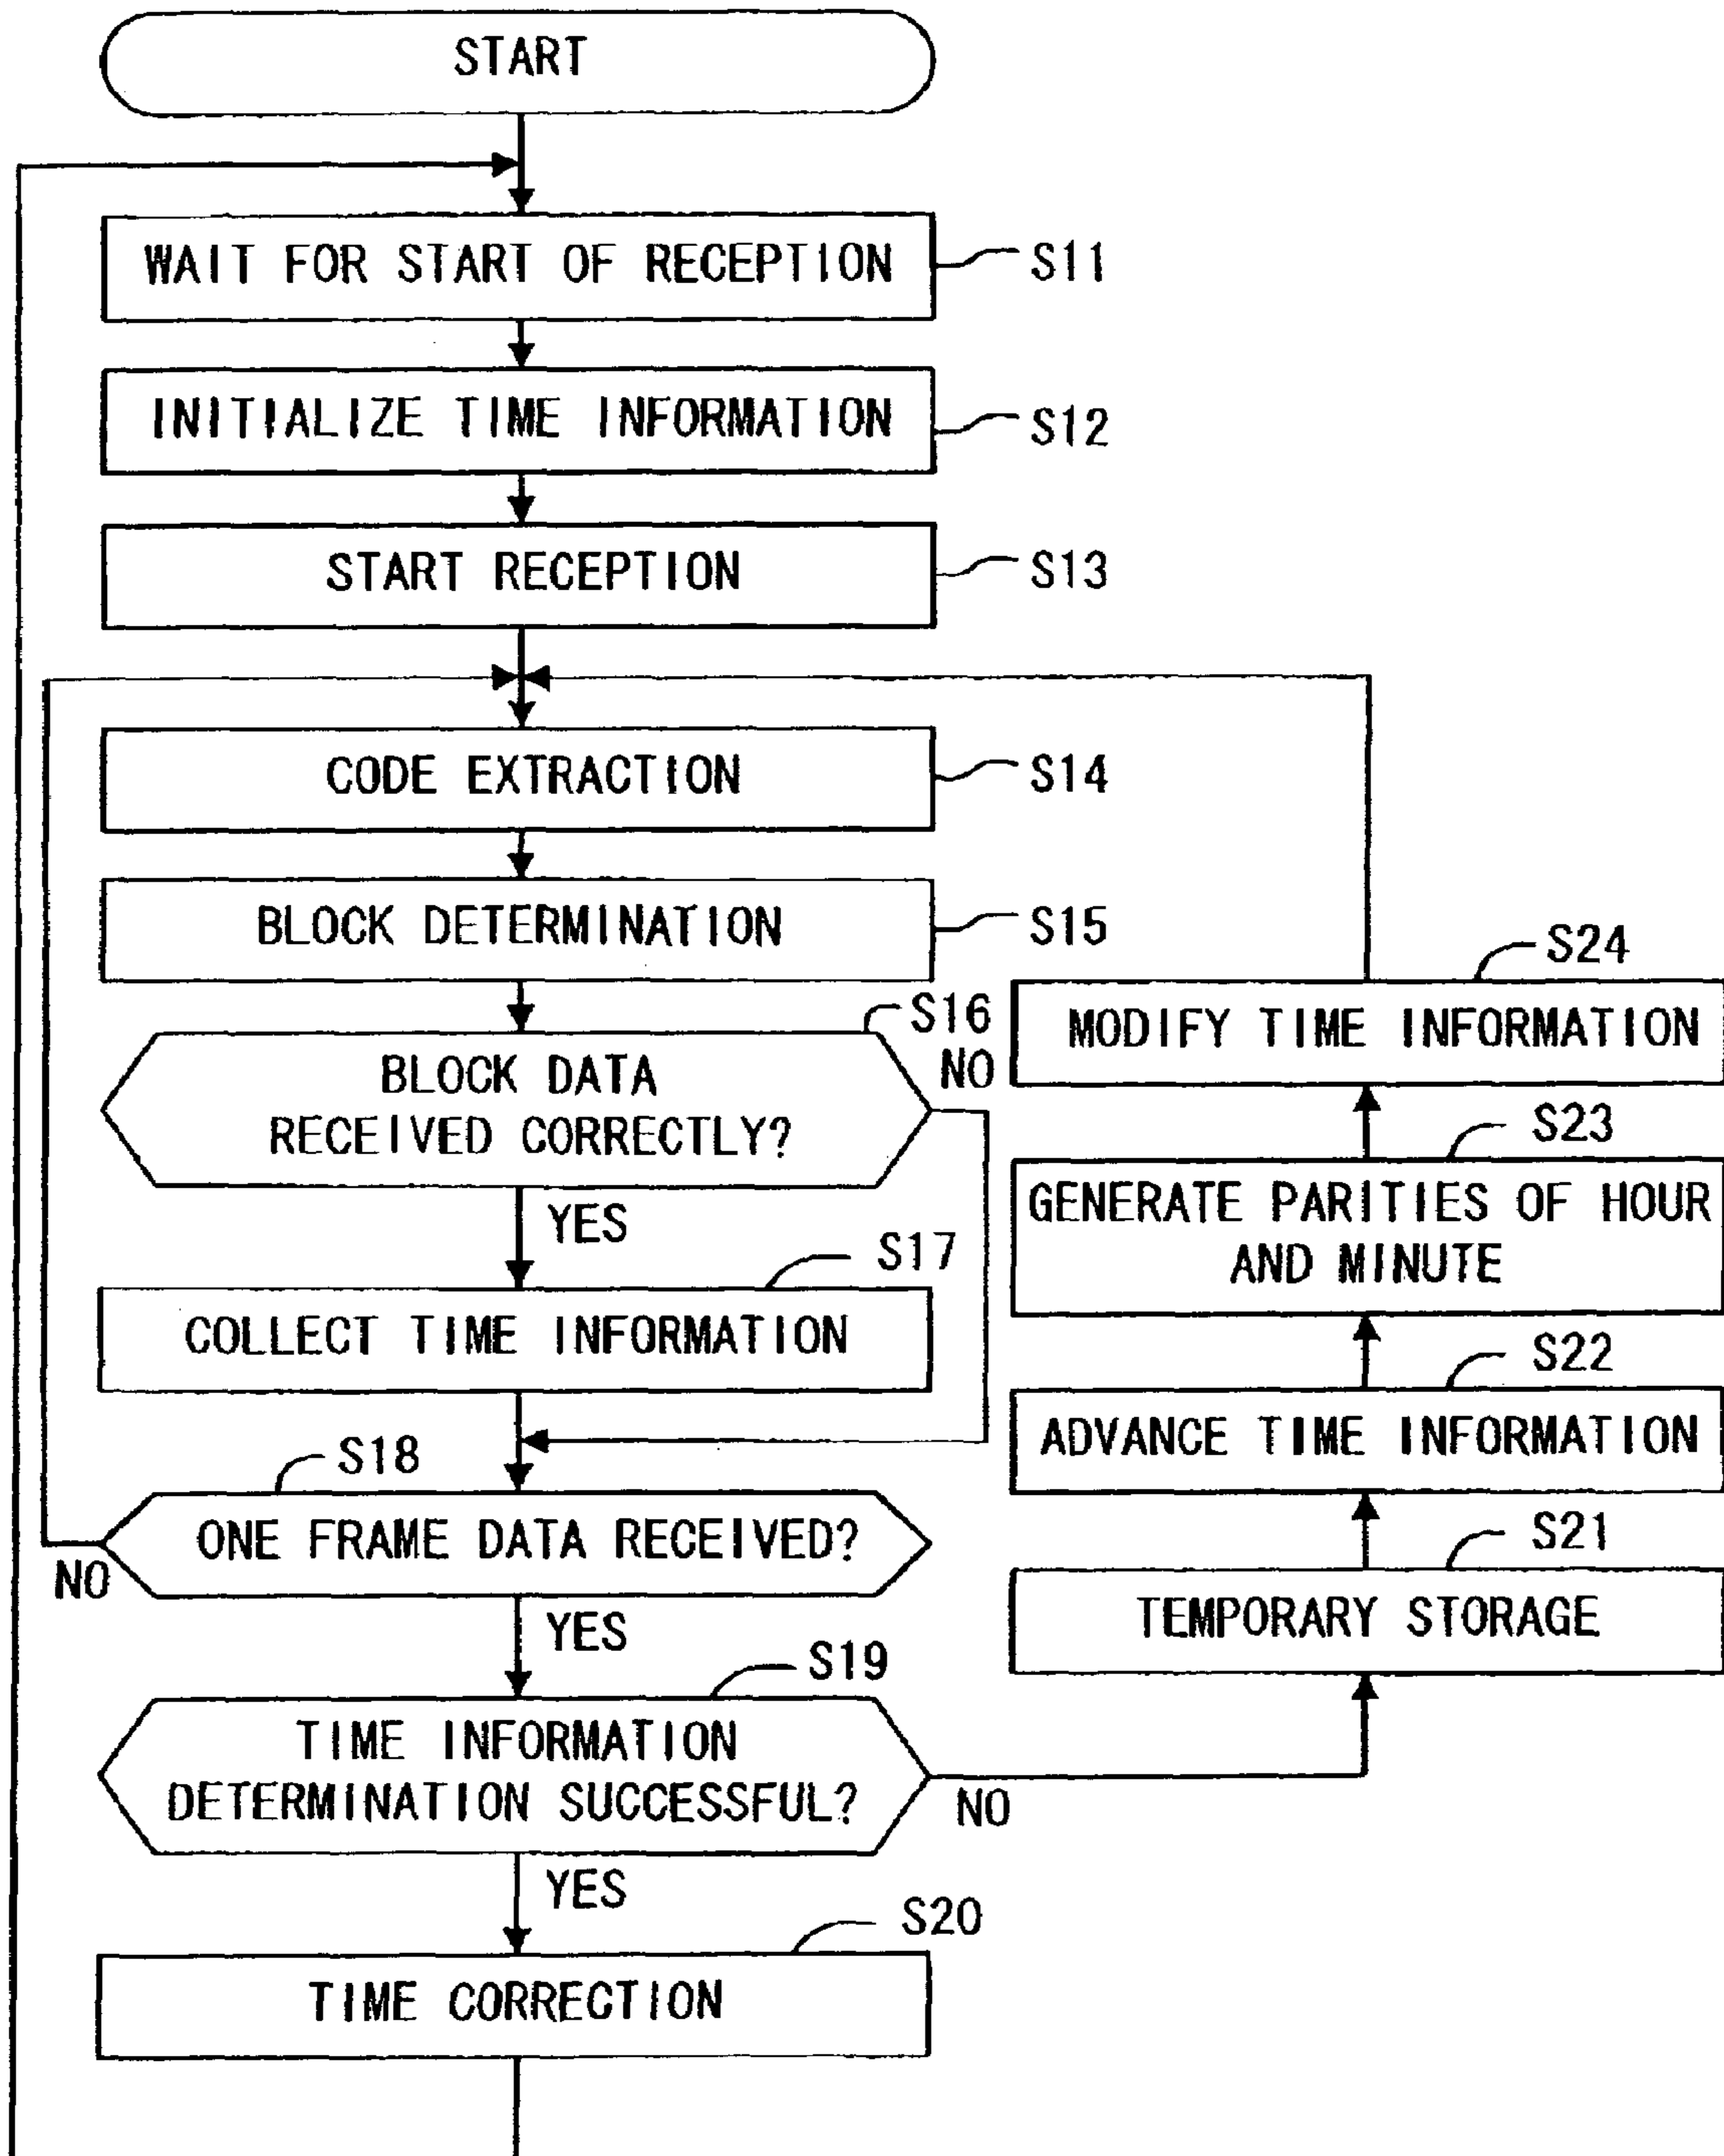 START
WAIT FOR START OF RECEPTION
S11
INITIALIZE TIME INFORMATION
S12
START RECEPTION
S13
CODE EXTRACTION
S14
BLOCK DETERMINATION
S15
S16
BLOCK DATA
RECEIVED CORRECTLY?
NO
YES
S17
COLLECT TIME INFORMATION
S18
ONE FRAME DATA RECEIVED?
NO
YES
S19
TIME INFORMATION
DETERMINATION SUCCESSFUL?
NO
YES
S20
TIME CORRECTION
S24
MODIFY TIME INFORMATION
S23
GENERATE PARITIES OF HOUR
AND MINUTE
S22
ADVANCE TIME INFORMATION
S21
TEMPORARY STORAGE